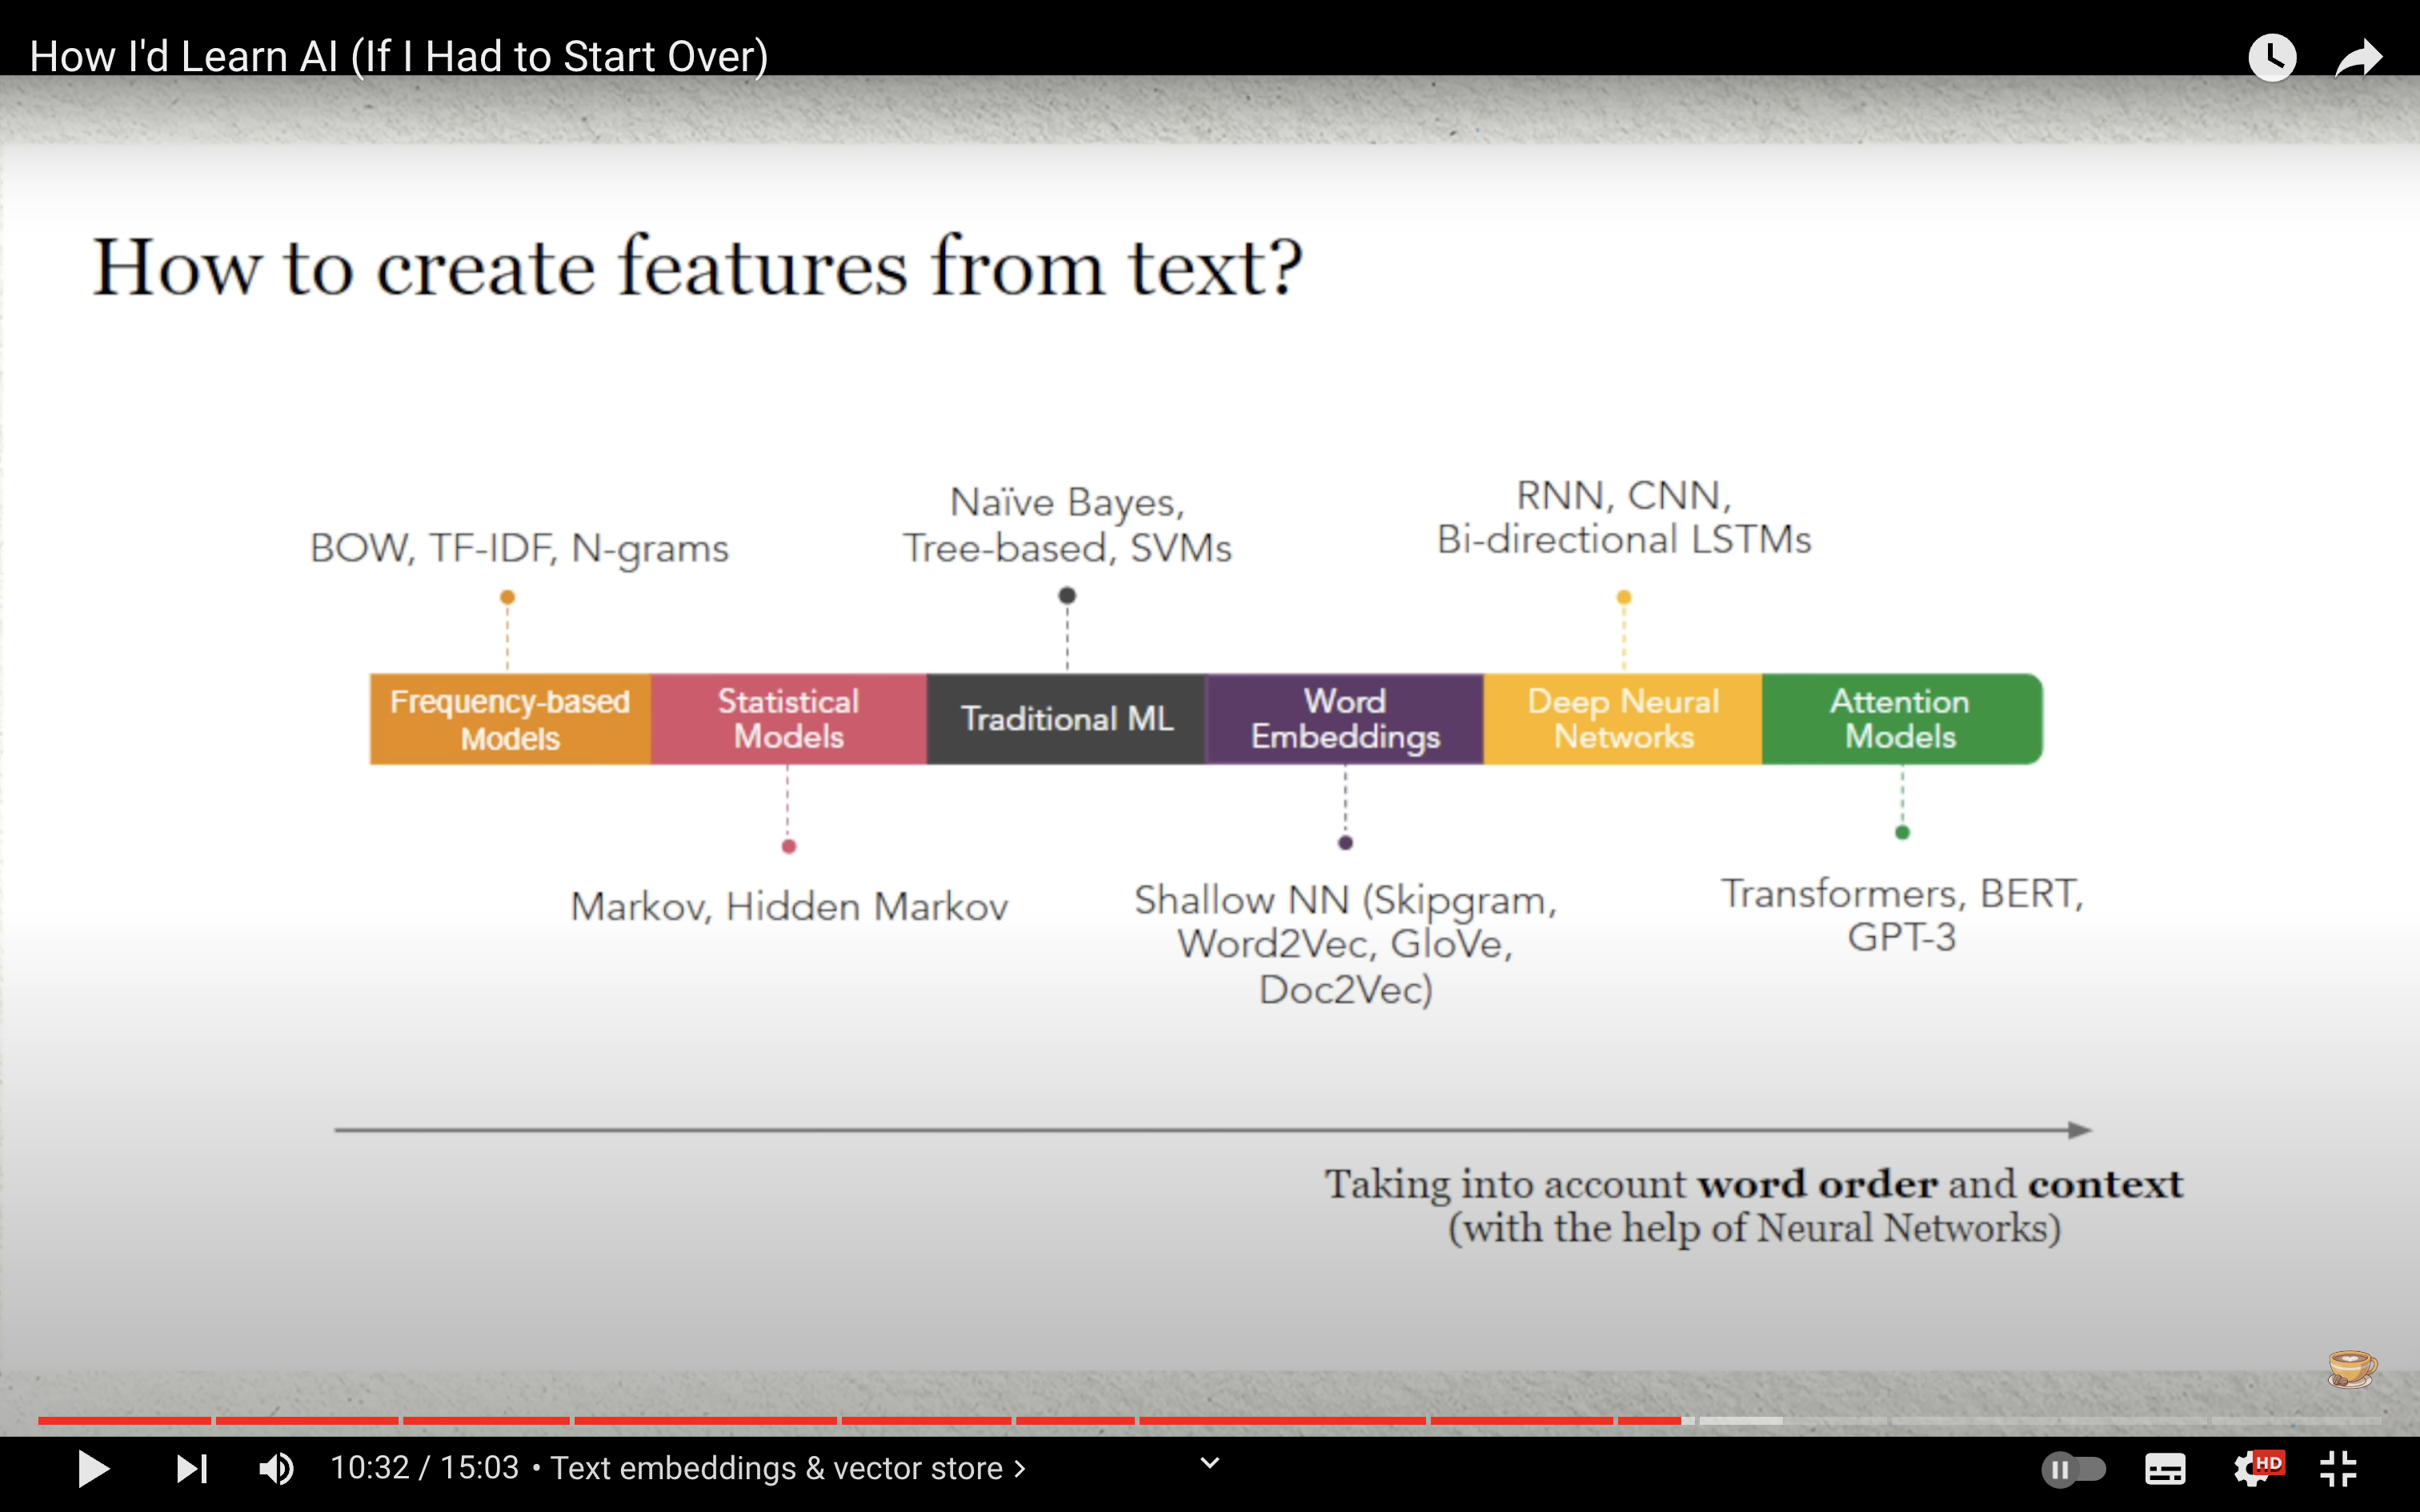 How I'd Learn AI (If I Had to Start Over)
How to create features from text?
BOW, TF-IDF, N-grams
Naïve Bayes,
Tree-based, SVMs
RNN, CNN,
Bi-directional LSTMs
Frequency-based
Models
Statistical
Models
Traditional ML
Word
Embeddings
Deep Neural
Networks
Attention
Models
Markov, Hidden Markov
Shallow NN (Skipgram,
Word2Vec, GloVe,
Doc2Vec)
Transformers, BERT,
GPT-3
Taking into account word order and context
(with the help of Neural Networks)
10:32 / 15:03 • Text embeddings & vector store >
HD